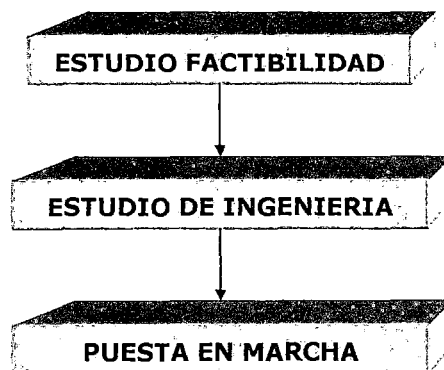 ESTUDIO FACTIBILIDAD
ESTUDIO DE INGENIERIA
PUESTA EN MARCHA